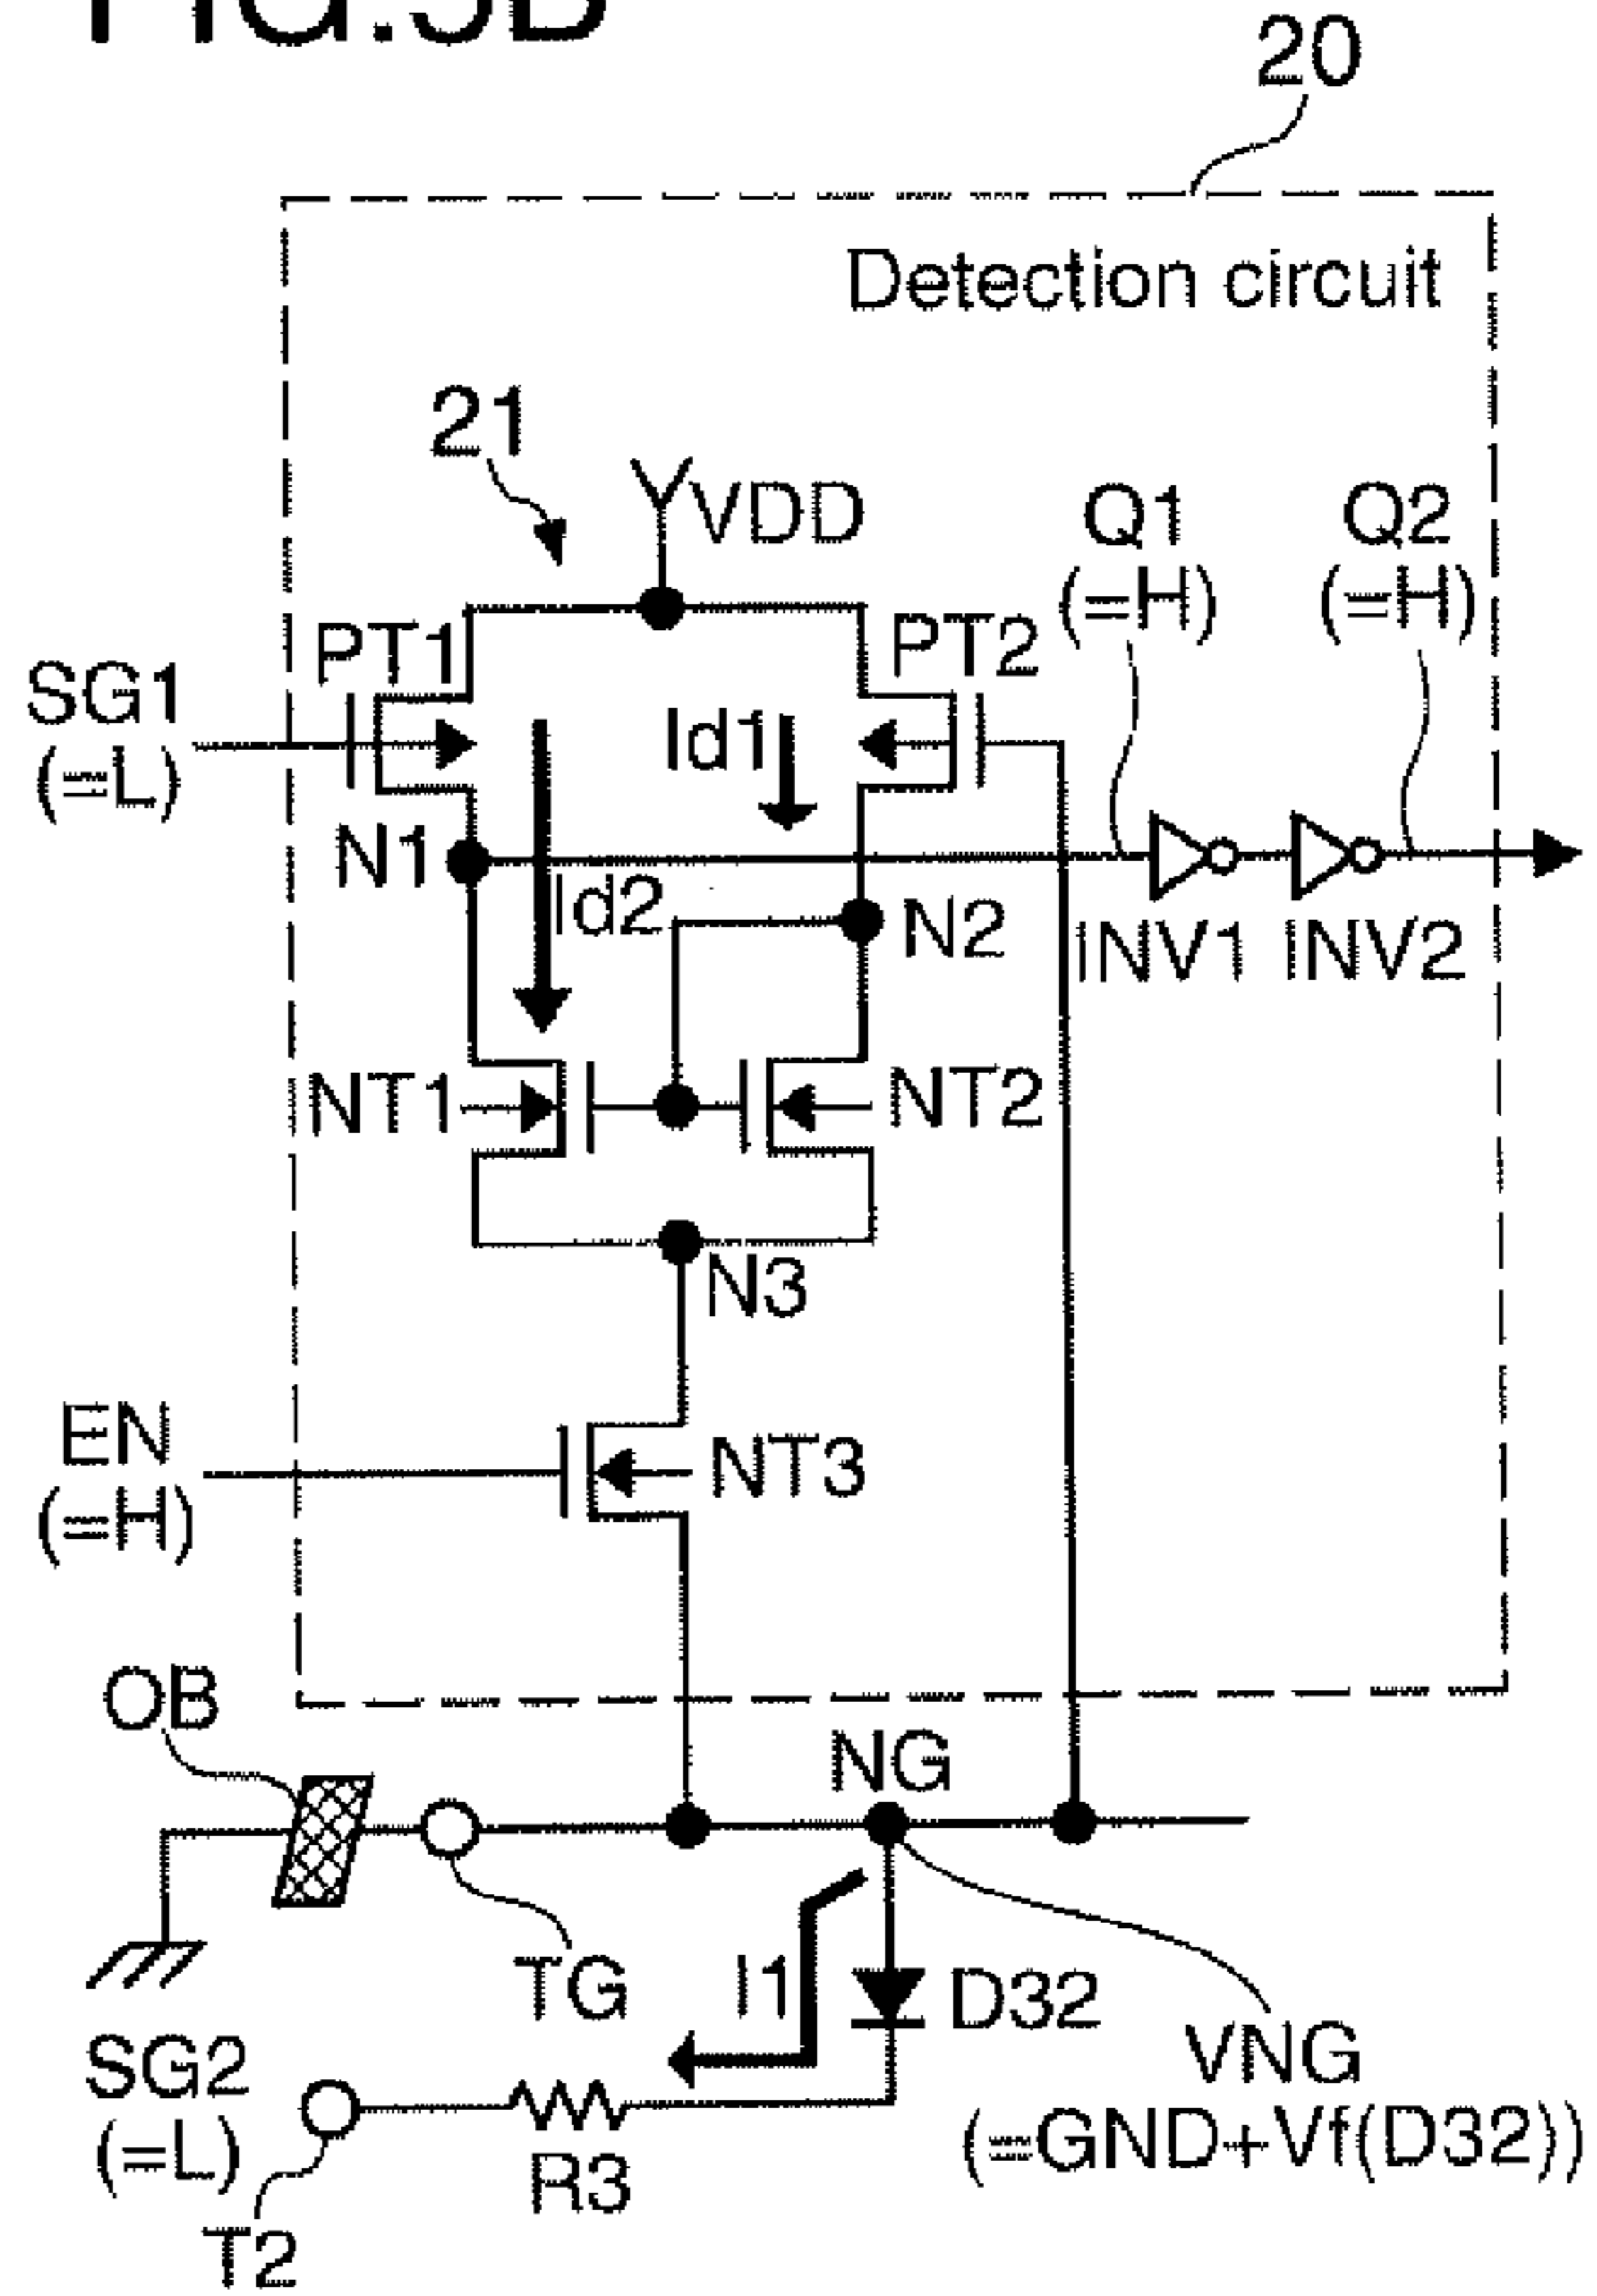 FIG.5B
20
Detection circuit
21
VDD
Q1
(=H)
Q2
(=H)
PT1
PT2
SG1
(=L)
Id1
N1
Id2
N2
INV1
INV2
NT1
NT2
N3
EN
(=H)
NT3
OB
NG
TG
I1
D32
SG2
(=L)
VNG
(=GND+Vf(D32))
R3
T2